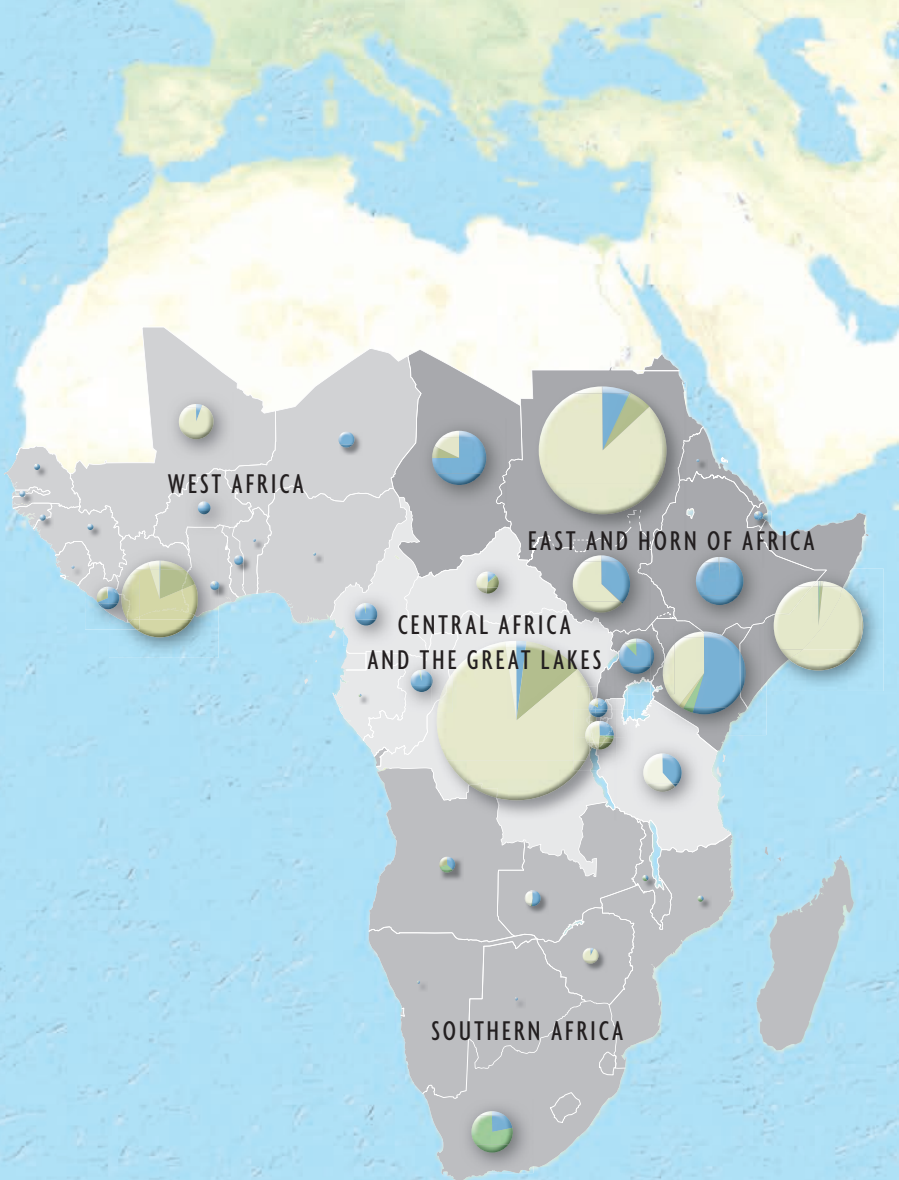 WEST AFRICA
EAST AND HORN OF AFRICA
CENTRAL AFRICA
AND THE GREAT LAKES
SOUTHERN AFRICA